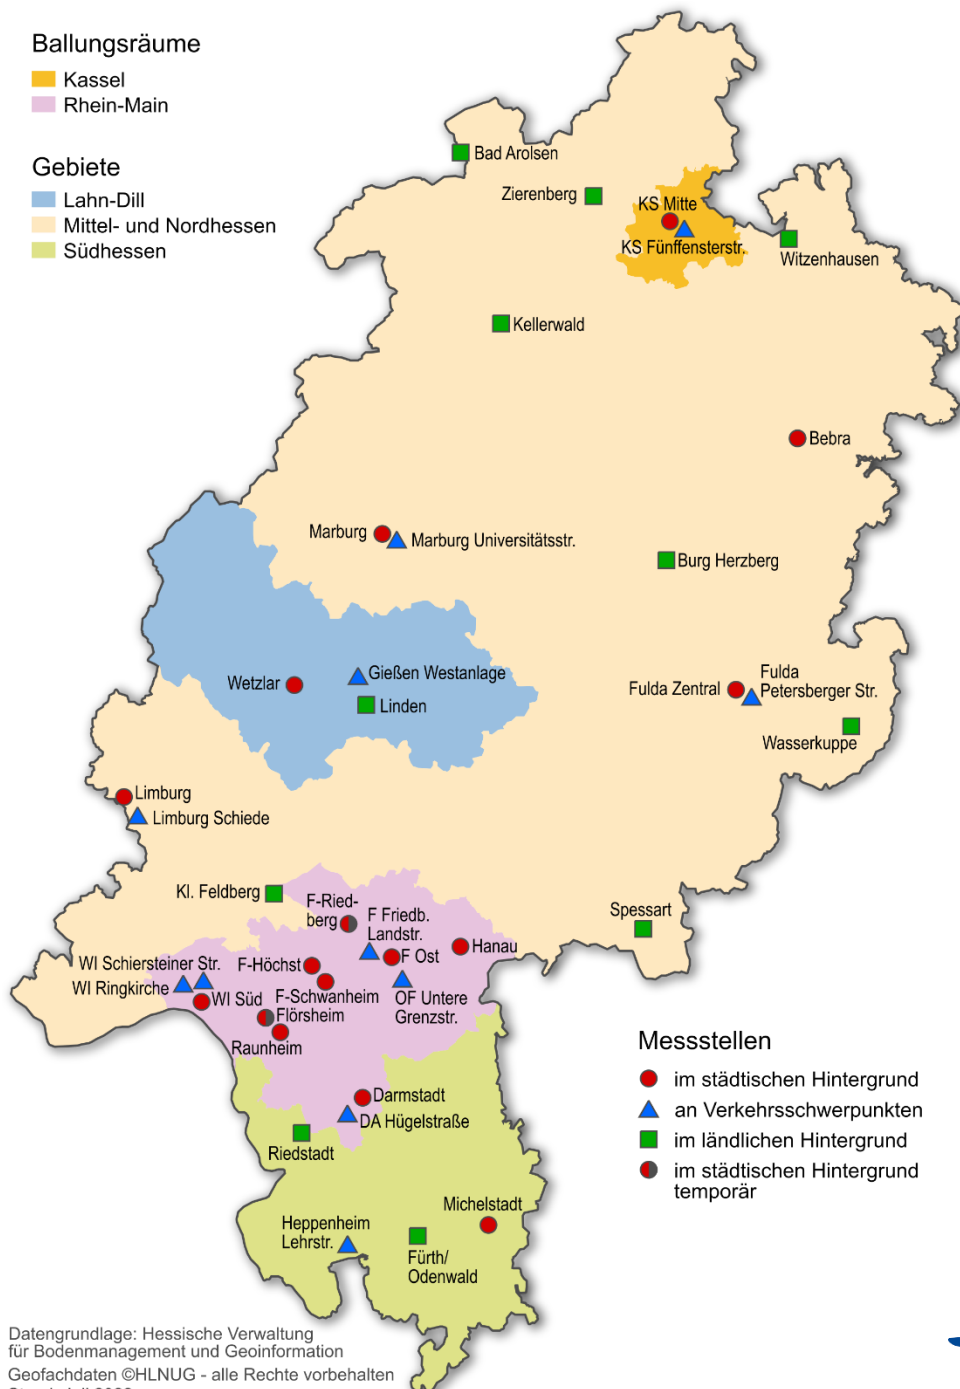 Ballungsräume
Kassel
Rhein-Main
Gebiete
Lahn-Dill
Mittel- und Nordhessen
Südhessen
Bad Arolsen
Zierenberg
KS Mitte
KS Fünffensterstr.
Witzenhausen
Kellerwald
Bebra
Marburg
Marburg Universitätsstr.
Burg Herzberg
Wetzlar
Gießen Westanlage
Linden
Fulda Zentral
Fulda
Petersberger Str.
Wasserkuppe
Limburg
Limburg Schiede
Kl. Feldberg
F-Ried-
berg
F Friedb.
Landstr.
Hanau
Spessart
WI Schiersteiner Str.
F-Höchst
F Ost
WI Ringkirche
WI Süd
F-Schwanheim
OF Untere
Grenzstr.
Flörsheim
Raunheim
Darmstadt
DA Hügelstraße
Riedstadt
Michelstadt
Heppenheim
Lehrstr.
Fürth/
Odenwald
Messstellen
im städtischen Hintergrund
an Verkehrsschwerpunkten
im ländlichen Hintergrund
im städtischen Hintergrund
temporär
Datengrundlage: Hessische Verwaltung
für Bodenmanagement und Geoinformation
Geofachdaten ©HLNUG - alle Rechte vorbehalten